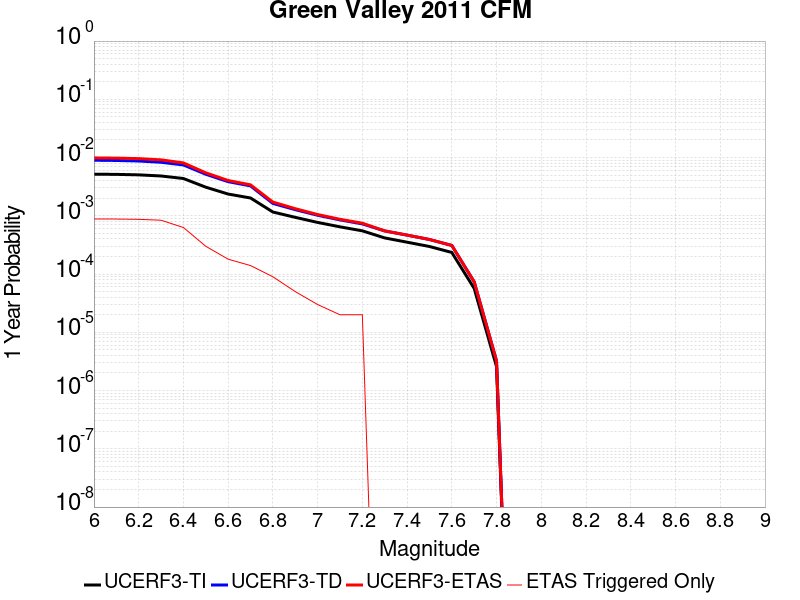 Green Valley 2011 CFM
10^0
10^-1
10^-2
10^-3
10^-4
10^-5
10^-6
10^-7
10^-8
1 Year Probability
6 6.2 6.4 6.6 6.8 7 7.2 7.4 7.6 7.8 8 8.2 8.4 8.6 8.8 9
Magnitude
UCERF3-TI UCERF3-TD UCERF3-ETAS ETAS Triggered Only